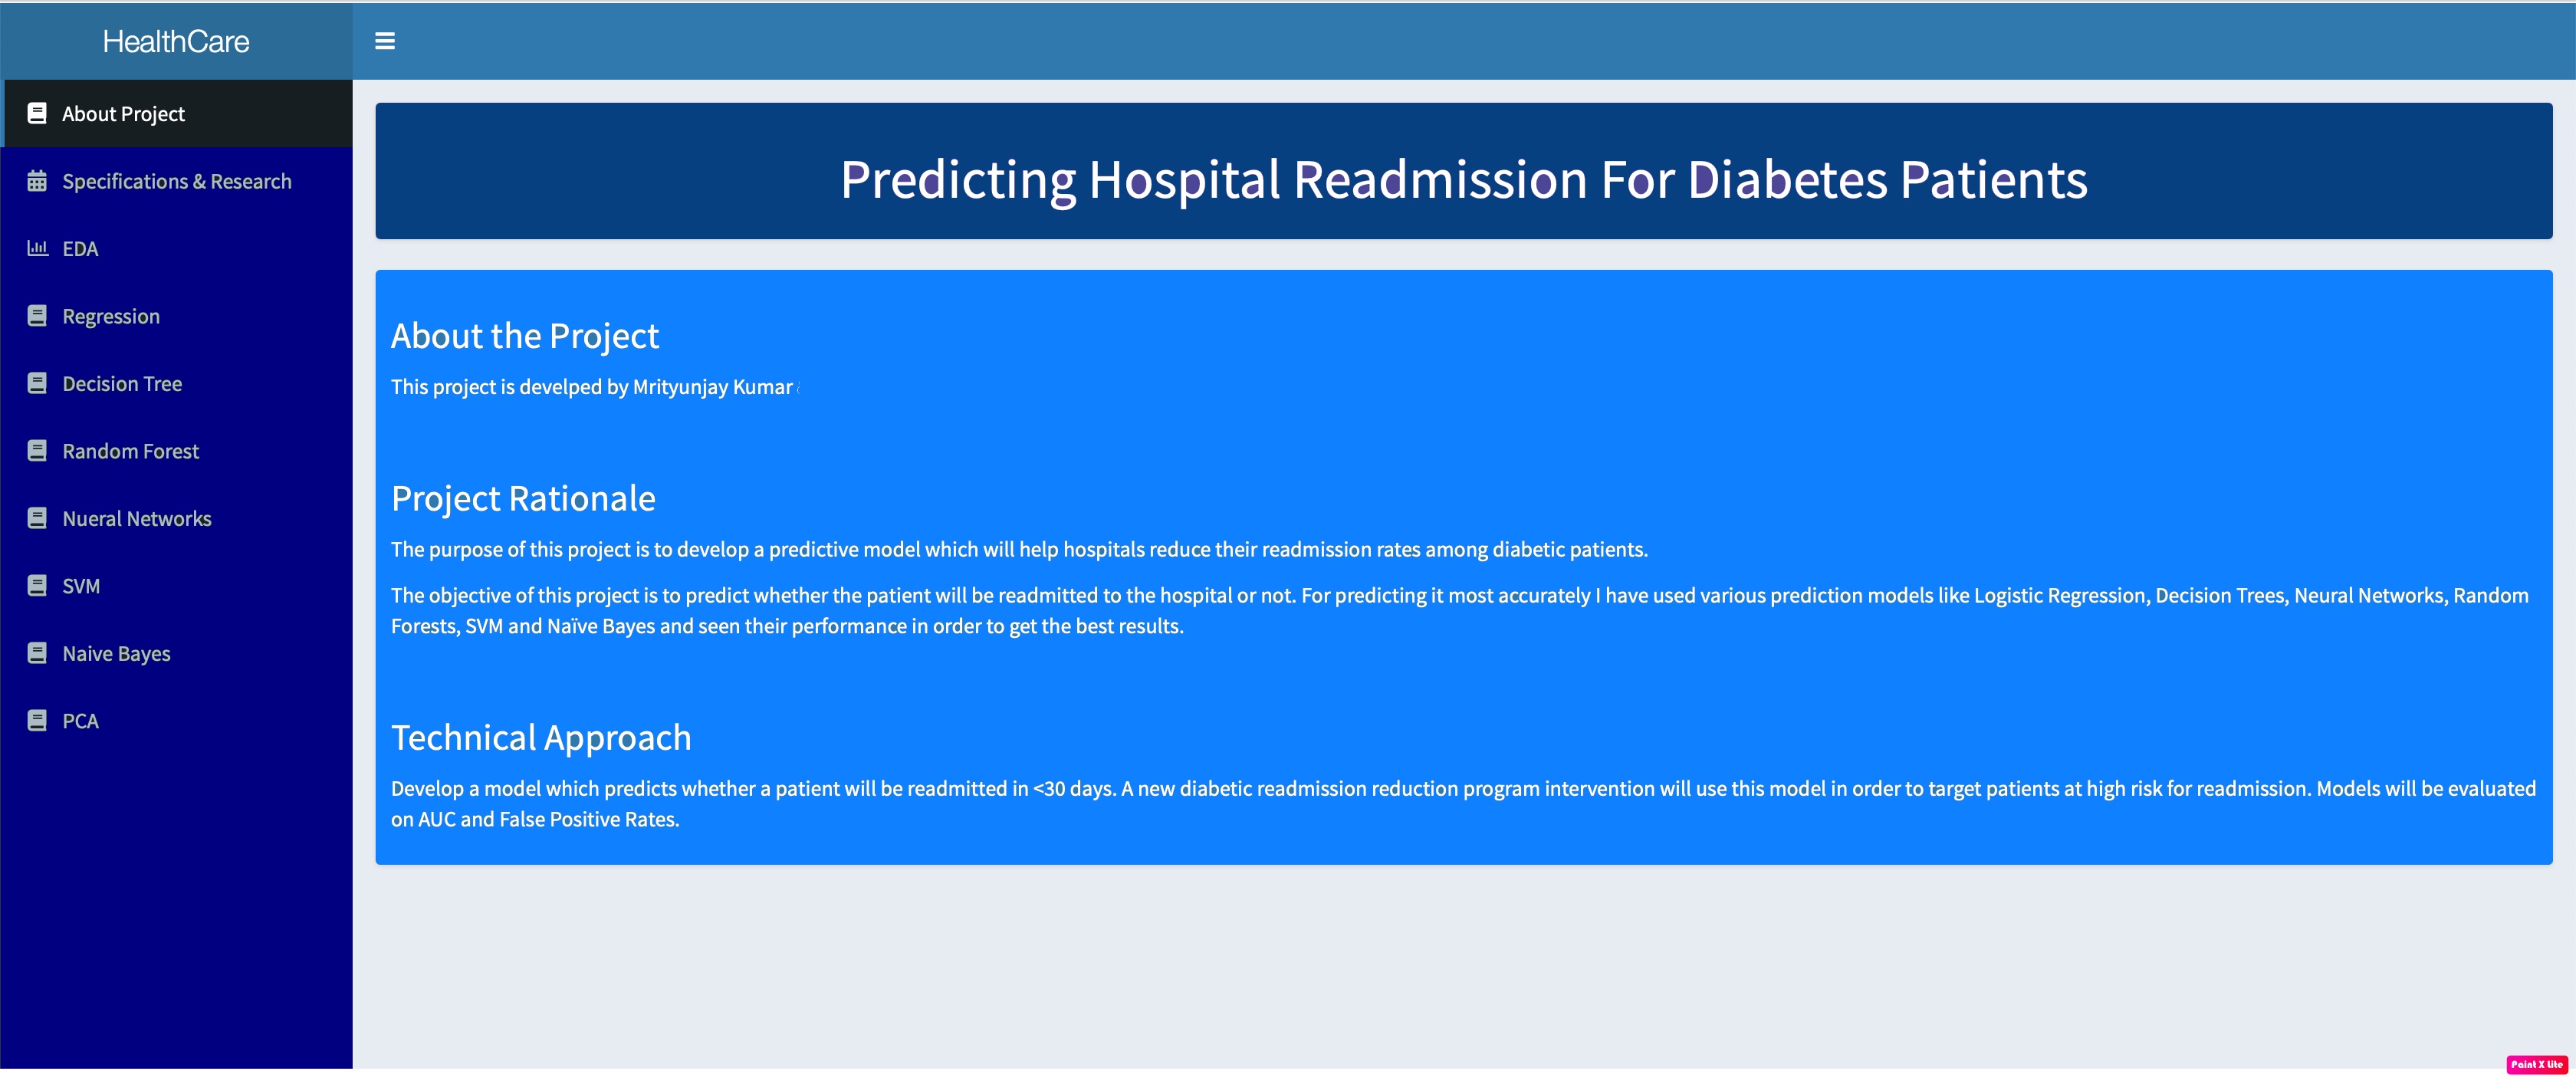 HealthCare
About Project
Specifications & Research
EDA
Regression
Decision Tree
Random Forest
Nueral Networks
SVM
Naive Bayes
PCA
Predicting Hospital Readmission For Diabetes Patients
About the Project
This project is develped by Mrityunjay Kumar
Project Rationale
The purpose of this project is to develop a predictive model which will help hospitals reduce their readmission rates among diabetic patients.
The objective of this project is to predict whether the patient will be readmitted to the hospital or not. For predicting it most accurately I have used various prediction models like Logistic Regression, Decision Trees, Neural Networks, Random
Forests, SVM and Naïve Bayes and seen their performance in order to get the best results.
Technical Approach
Develop a model which predicts whether a patient will be readmitted in <30 days. A new diabetic readmission reduction program intervention will use this model in order to target patients at high risk for readmission. Models will be evaluated
on AUC and False Positive Rates.
Paint X Lite